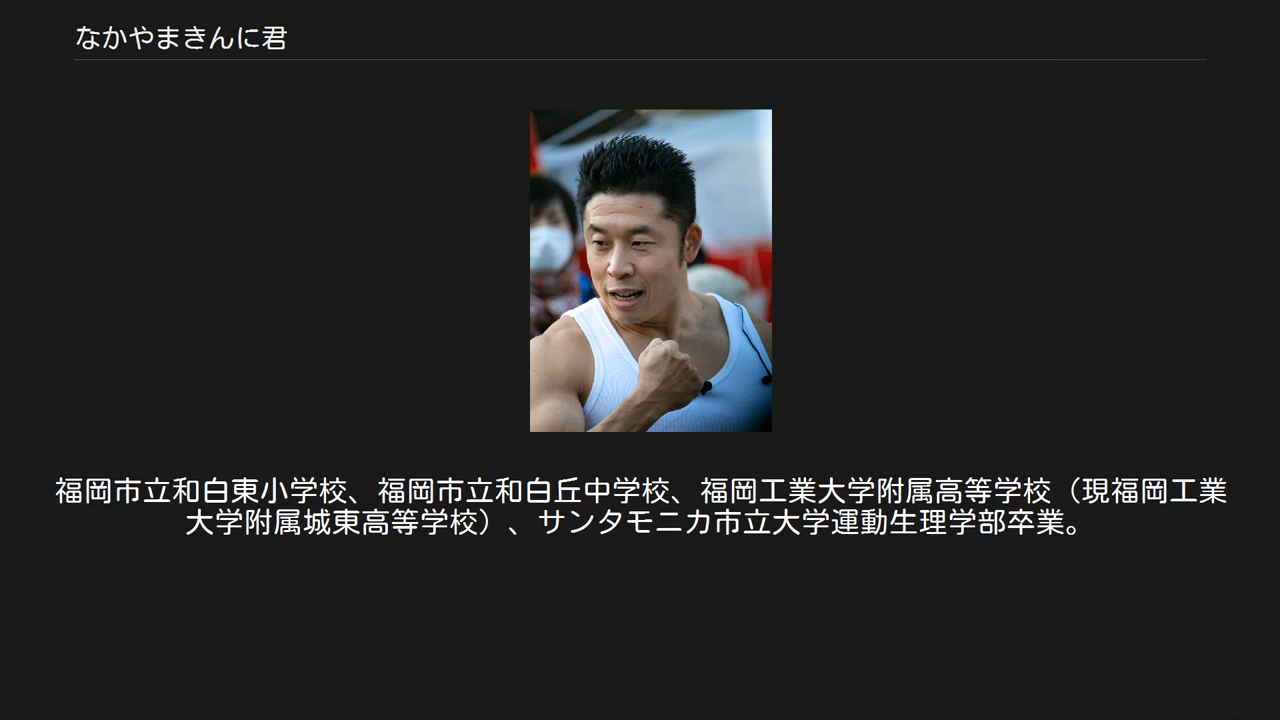 なかやまきんに君
福岡市立和白東小学校、福岡市立和白丘中学校、福岡工業大学附属高等学校（現福岡工業
大学附属城東高等学校）、サンタモニカ市立大学運動生理学部卒業。